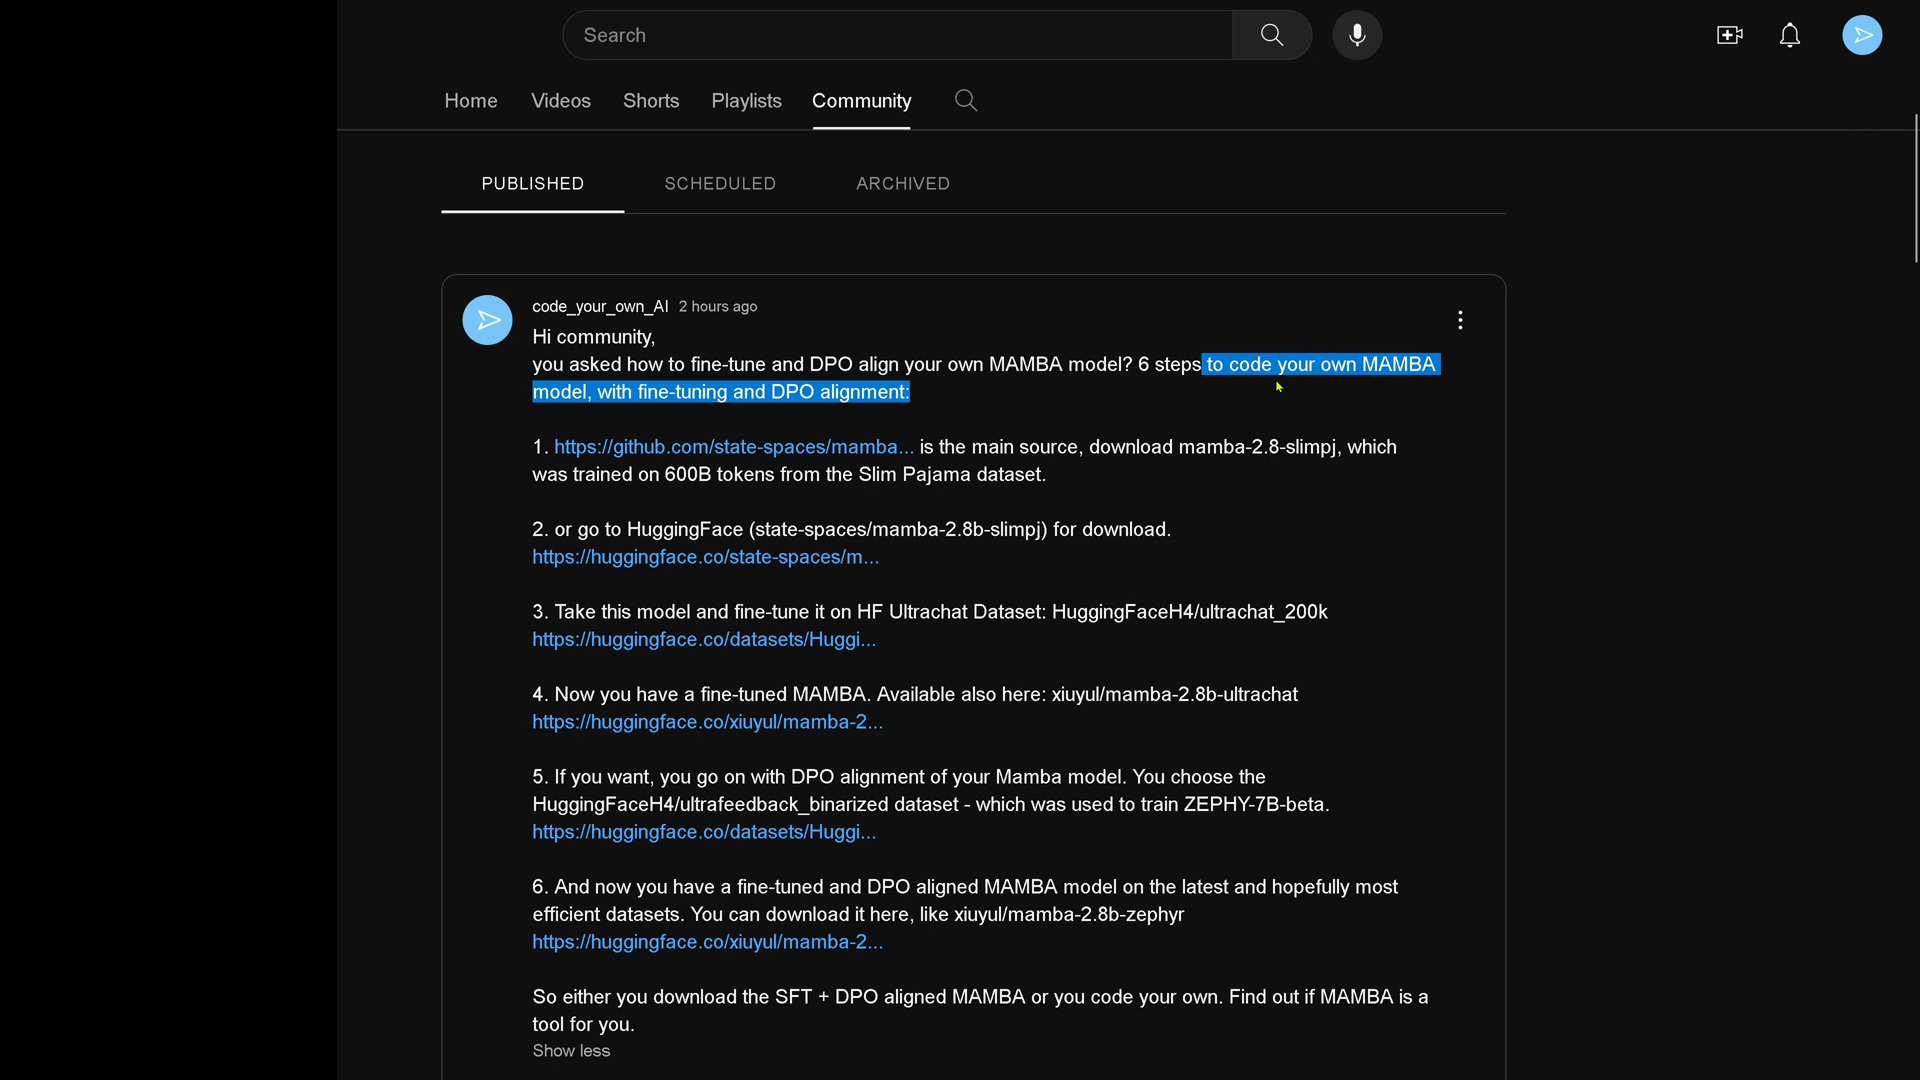 Search
Home Videos Shorts Playlists Community
PUBLISHED SCHEDULED ARCHIVED
code_your_own_AI 2 hours ago
Hi community,
you asked how to fine-tune and DPO align your own MAMBA model? 6 steps to code your own MAMBA
model, with fine-tuning and DPO alignment:
1. https://github.com/state-spaces/mamba... is the main source, download mamba-2.8-slimpj, which
was trained on 600B tokens from the Slim Pajama dataset.
2. or go to HuggingFace (state-spaces/mamba-2.8b-slimpj) for download.
https://huggingface.co/state-spaces/m...
3. Take this model and fine-tune it on HF Ultrachat Dataset: HuggingFaceH4/ultrachat_200k
https://huggingface.co/datasets/Huggi...
4. Now you have a fine-tuned MAMBA. Available also here: xiuyul/mamba-2.8b-ultrachat
https://huggingface.co/xiuyul/mamba-2...
5. If you want, you go on with DPO alignment of your Mamba model. You choose the
HuggingFaceH4/ultrafeedback_binarized dataset - which was used to train ZEPHY-7B-beta.
https://huggingface.co/datasets/Huggi...
6. And now you have a fine-tuned and DPO aligned MAMBA model on the latest and hopefully most
efficient datasets. You can download it here, like xiuyul/mamba-2.8b-zephyr
https://huggingface.co/xiuyul/mamba-2...
So either you download the SFT + DPO aligned MAMBA or you code your own. Find out if MAMBA is a
tool for you.
Show less